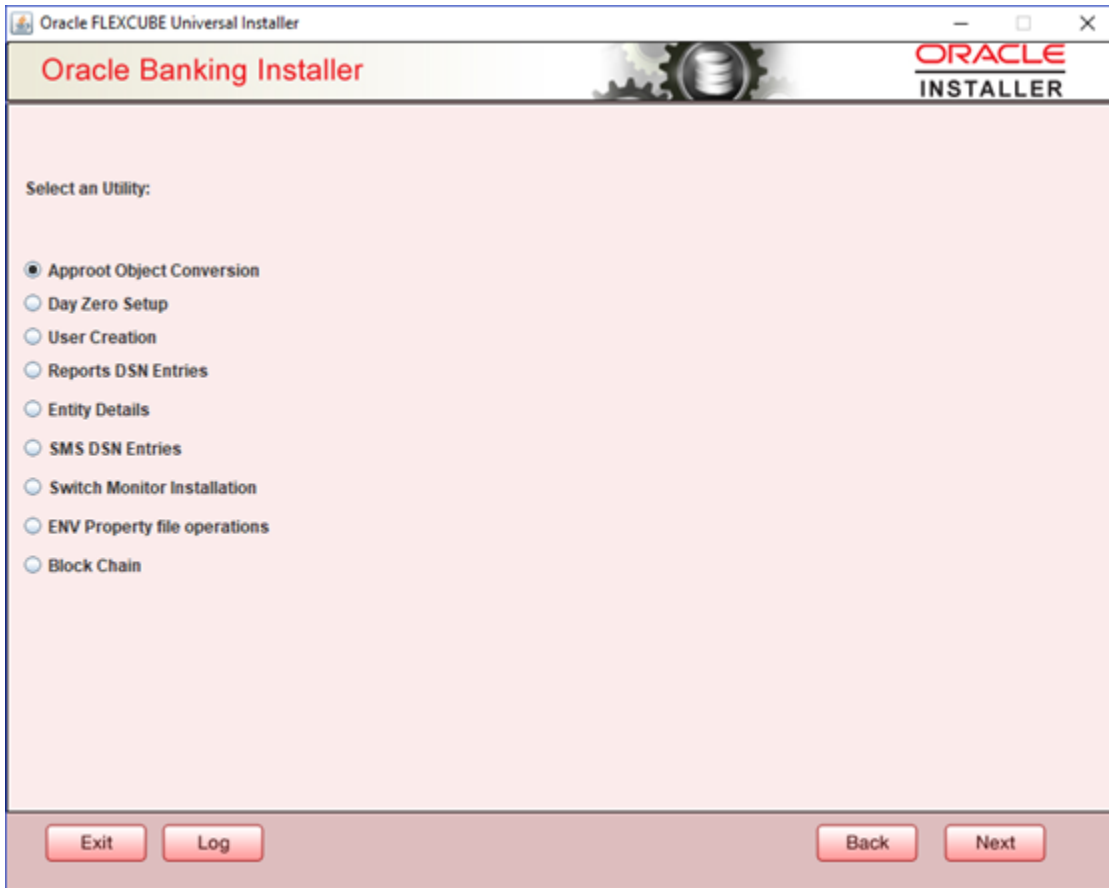 Oracle FLEXCUBE Universal Installer
Oracle Banking Installer
ORACLE
INSTALLER
Select an Utility:
Approot Object Conversion
Day Zero Setup
User Creation
Reports DSN Entries
Entity Details
SMS DSN Entries
Switch Monitor Installation
ENV Property file operations
Block Chain
Exit Log Back Next